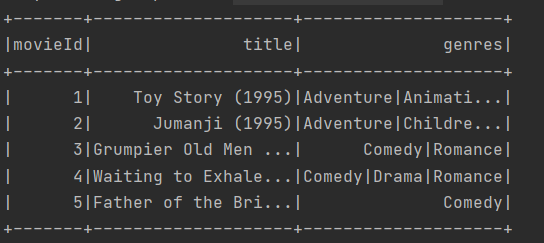 +-------+--------------------+--------------------+
|movieId|               title|              genres|
+-------+--------------------+--------------------+
|      1|    Toy Story (1995)|Adventure|Animati...|
|      2|      Jumanji (1995)|Adventure|Childre...|
|      3|Grumpier Old Men ...|      Comedy|Romance|
|      4|Waiting to Exhale...|Comedy|Drama|Romance|
|      5|Father of the Bri...|              Comedy|
+-------+--------------------+--------------------+